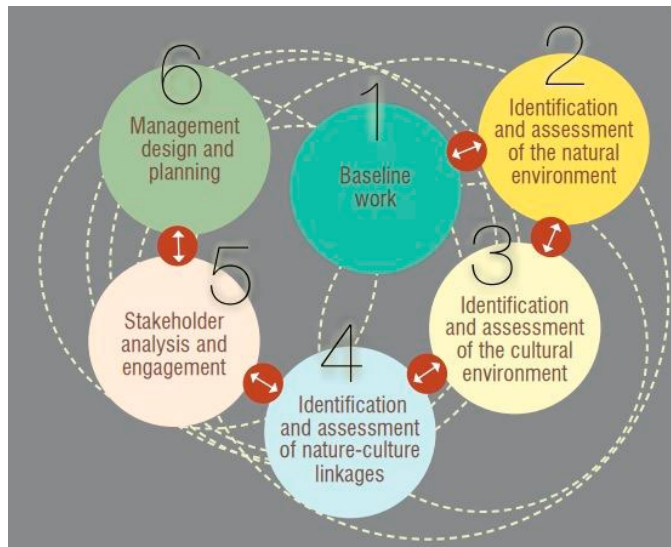 1
Baseline
work
2
Identification
and assessment
of the natural
environment
3
Identification
and assessment
of the cultural
environment
4
Identification
and assessment
of nature-culture
linkages
5
Stakeholder
analysis and
engagement
6
Management
design and
planning